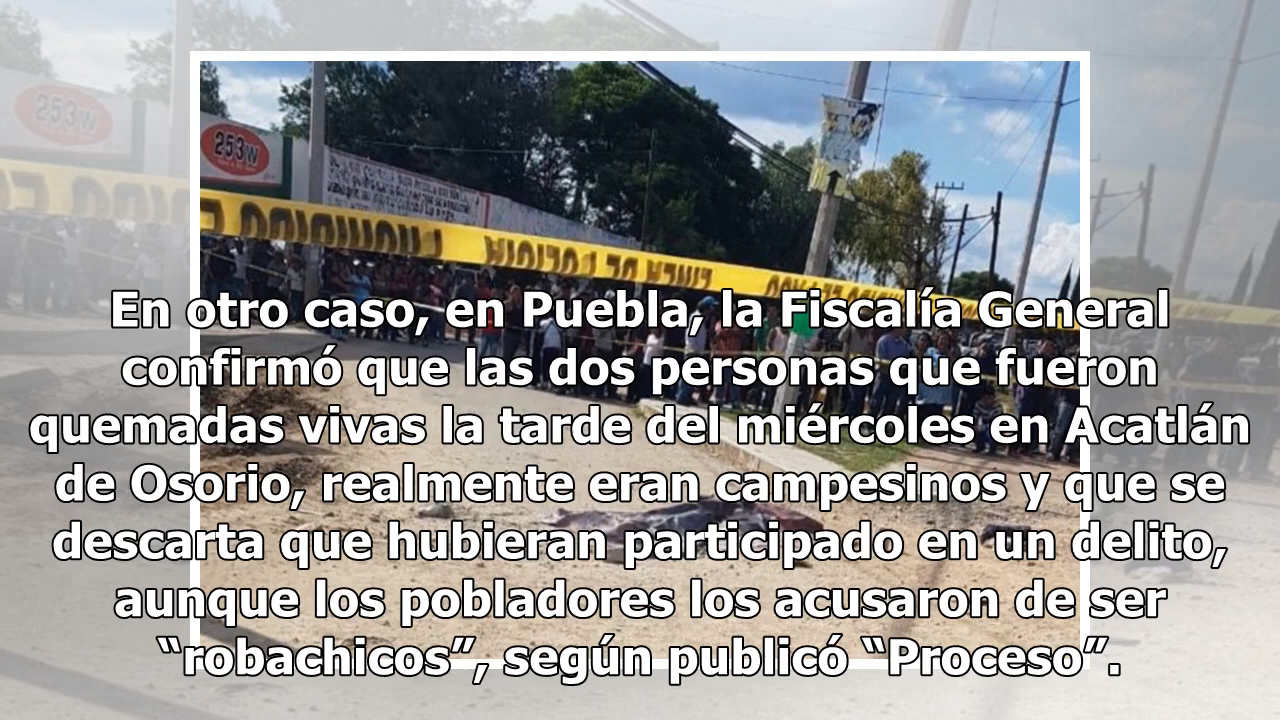 253W
253W
En otro caso, en Puebla, la Fiscalía General
confirmó que las dos personas que fueron
quemadas vivas la tarde del miércoles en Acatlán
de Osorio, realmente eran campesinos y que se
descarta que hubieran participado en un delito,
aunque los pobladores los acusaron de ser
“robachicos”, según publicó “Proceso”.